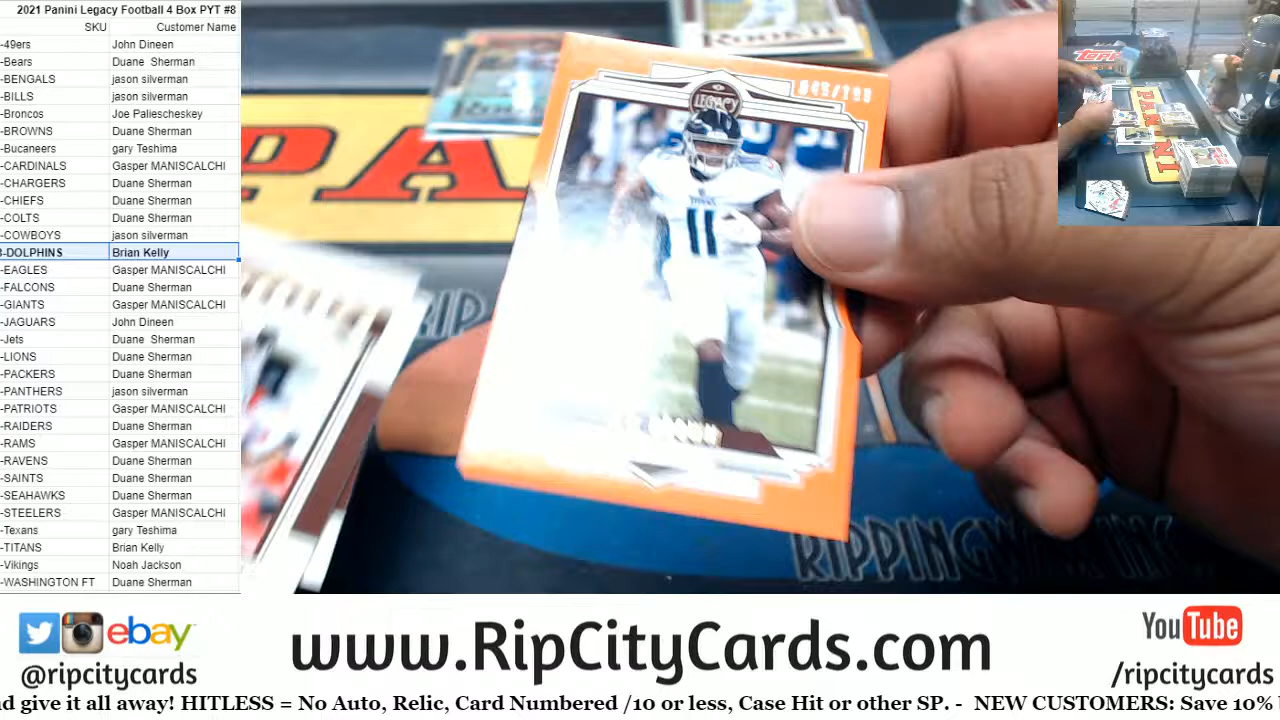 2021 Panini Legacy Football 4 Box PYT #8
SKU Customer Name
-49ers John Dineen
-Bears Duane Sherman
-BENGALS jason silverman
-BILLS jason silverman
-Broncos Joe Paliescheskey
-BROWNS Duane Sherman
-Bucaneers gary Teshima
-CARDINALS Gasper MANISCALCHI
-CHARGERS Duane Sherman
-CHIEFS Duane Sherman
-COLTS Duane Sherman
-COWBOYS jason silverman
-DOLPHINS Brian Kelly
-EAGLES Gasper MANISCALCHI
-FALCONS Duane Sherman
-GIANTS Gasper MANISCALCHI
-JAGUARS John Dineen
-Jets Duane Sherman
-LIONS Duane Sherman
-PACKERS Duane Sherman
-PANTHERS jason silverman
-PATRIOTS Gasper MANISCALCHI
-RAIDERS Duane Sherman
-RAMS Gasper MANISCALCHI
-RAVENS Duane Sherman
-SAINTS Duane Sherman
-SEAHAWKS Duane Sherman
-STEELERS Gasper MANISCALCHI
-Texans gary Teshima
-TITANS Brian Kelly
-Vikings Noah Jackson
-WASHINGTON FT Duane Sherman
ROOKIE
LEGACY
11
PA
RIP
PANINI
ebay
@ripcitycards
www.RipCityCards.com
YouTube
/ripcitycards
give it all away! HITLESS = No Auto, Relic, Card Numbered /10 or less, Case Hit or other SP. - NEW CUSTOMERS: Save 10%